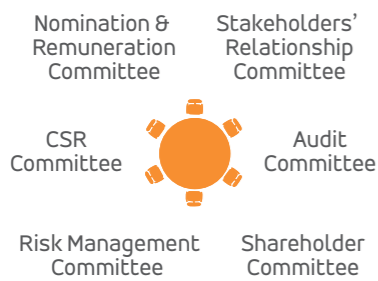 Nomination &
Remuneration
Committee
Stakeholders’
Relationship
Committee
CSR
Committee
Audit
Committee
Risk Management
Committee
Shareholder
Committee